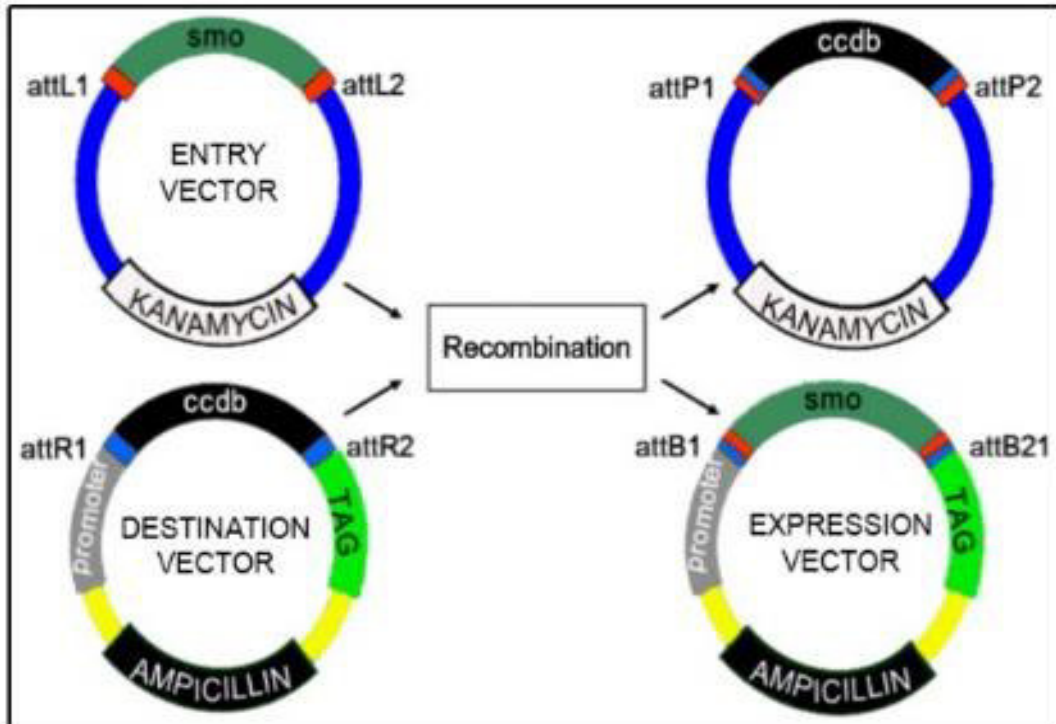 smo
attL1
attL2
ENTRY
VECTOR
KANAMYCIN
ccdb
attP1
attP2
KANAMYCIN
Recombination
ccdb
attR1
attR2
promoter
TAG
DESTINATION
VECTOR
AMPICILLIN
smo
attB1
attB21
promoter
TAG
EXPRESSION
VECTOR
AMPICILLIN